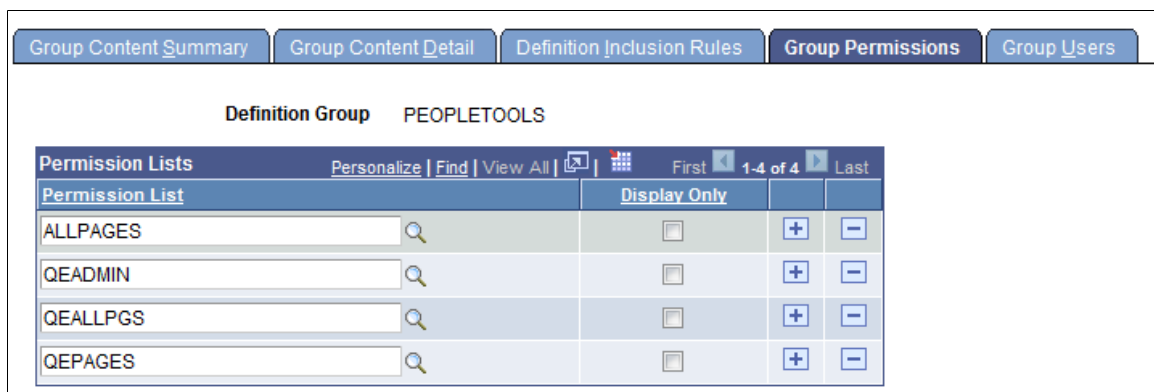 Group Content Summary Group Content Detail Definition Inclusion Rules Group Permissions Group Users
Definition Group PEOPLETOOLS
Permission Lists Personalize | Find | View All | | First 1-4 of 4 Last
Permission List Display Only
ALLPAGES
QEADMIN
QEALLPGS
QEPAGES